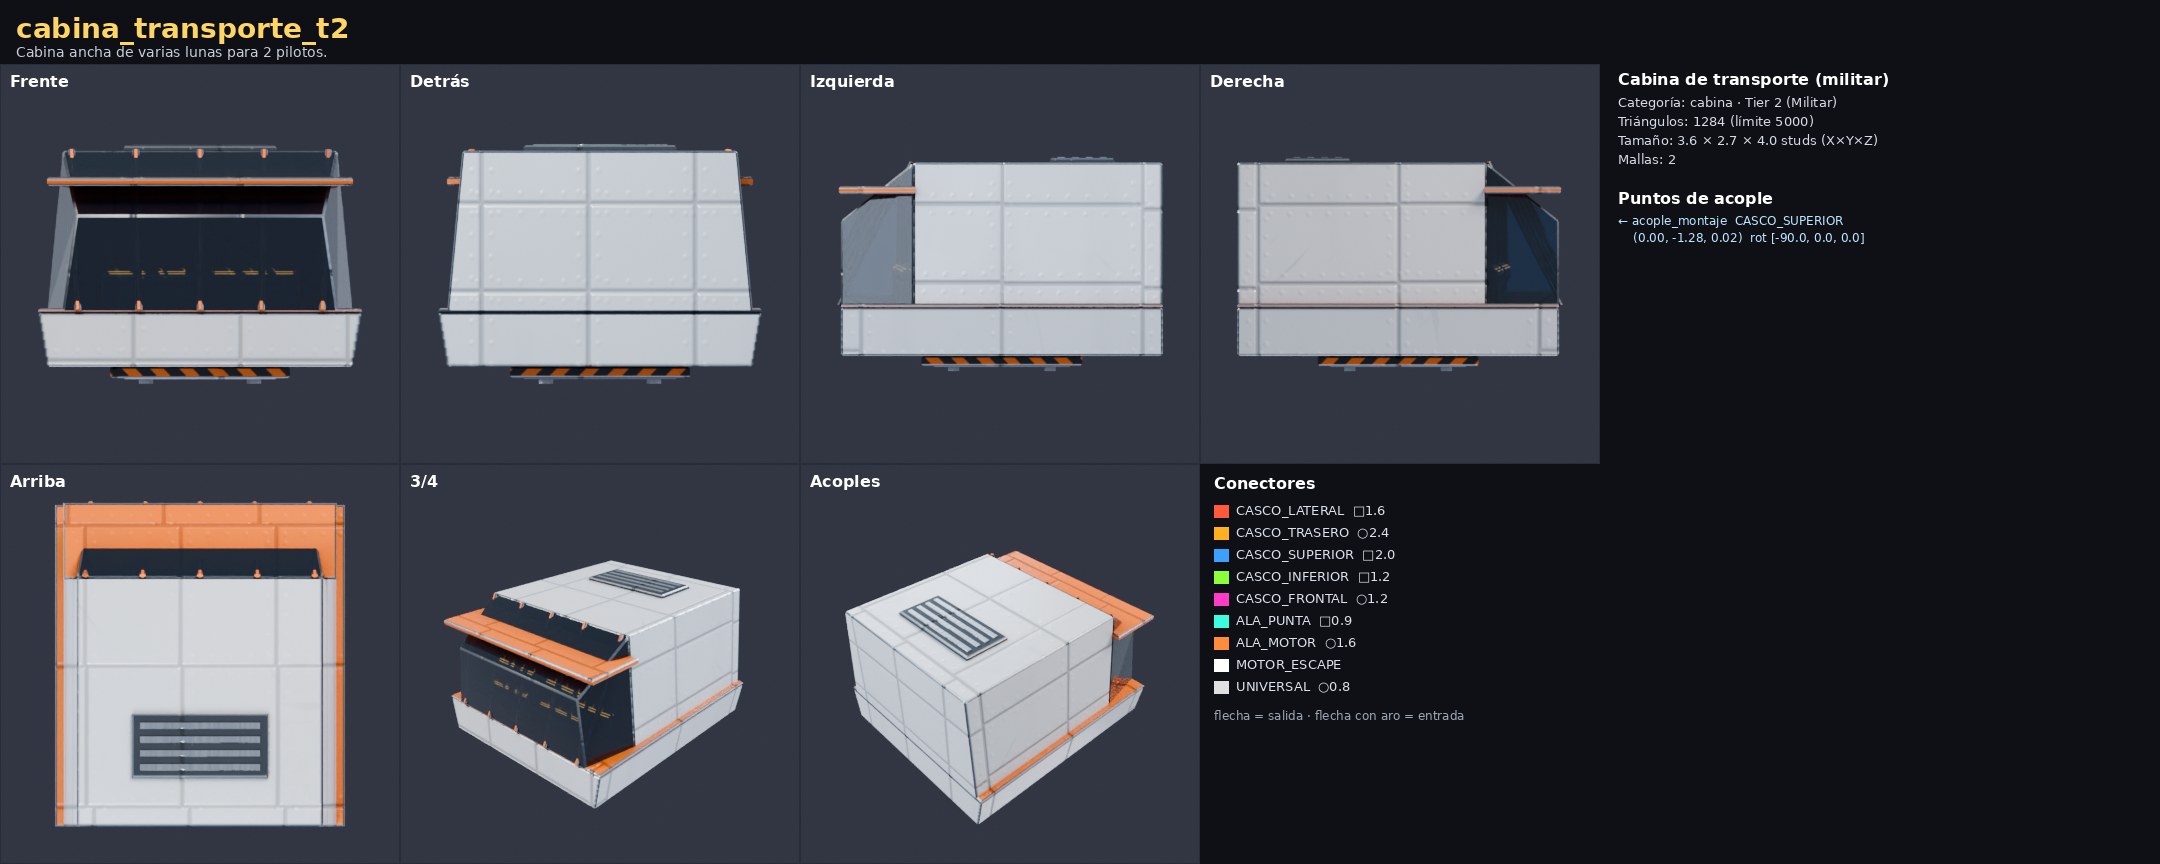 cabina_transporte_t2
Cabina ancha de varias lunas para 2 pilotos.
Frente
Detrás
Izquierda
Derecha
Cabina de transporte (militar)
Categoría: cabina · Tier 2 (Militar)
Triángulos: 1284 (límite 5000)
Tamaño: 3.6 × 2.7 × 4.0 studs (X×Y×Z)
Mallas: 2
Puntos de acople
← acople_montaje  CASCO_SUPERIOR
(0.00, -1.28, 0.02)  rot [-90.0, 0.0, 0.0]
Arriba
3/4
Acoples
Conectores
CASCO_LATERAL  □1.6
CASCO_TRASERO  ○2.4
CASCO_SUPERIOR  □2.0
CASCO_INFERIOR  □1.2
CASCO_FRONTAL  ○1.2
ALA_PUNTA  □0.9
ALA_MOTOR  ○1.6
MOTOR_ESCAPE
UNIVERSAL  ○0.8
flecha = salida · flecha con aro = entrada